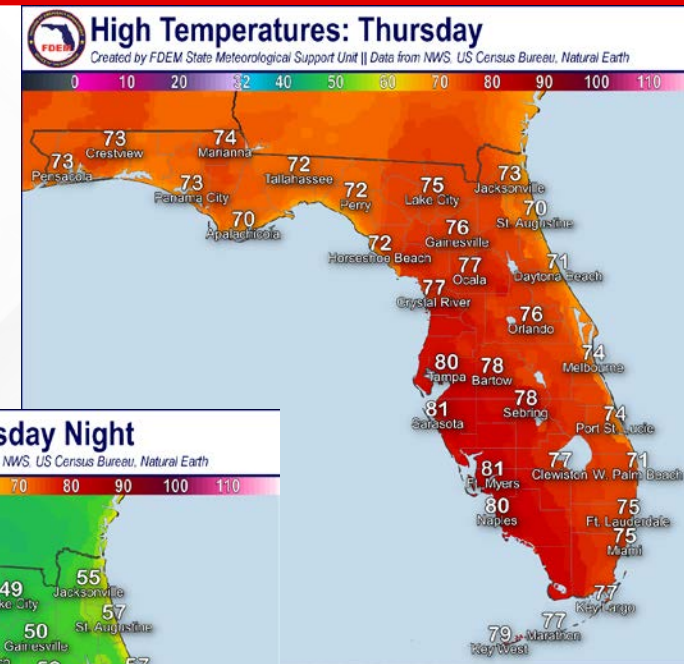 FDEM
High Temperatures: Thursday
Created by FDEM State Meteorological Support Unit || Data from NWS, US Census Bureau, Natural Earth
0 10 20 32 40 50 60 70 80 90 100 110
73
Crestview
74
Marianna
73
Pensacola
72
Tallahassee
73
Panama City
72
Perry
75
Lake City
73
Jacksonville
70
Apalachicola
70
St. Augustine
76
Gainesville
72
Horseshoe Beach
77
Ocala
71
Daytona Beach
77
Crystal River
76
Orlando
80
Tampa
78
Bartow
74
Melbourne
81
Sarasota
78
Sebring
74
Port St. Lucie
81
Ft. Myers
77
Clewiston
71
W. Palm Beach
80
Naples
75
Ft. Lauderdale
75
Miami
77
Key Largo
77
Marathon
79
Key West
sday Night
NWS, US Census Bureau, Natural Earth
70 80 90 100 110
49
ke City
55
Jacksonville
57
St. Augustine
50
Gainesville
57